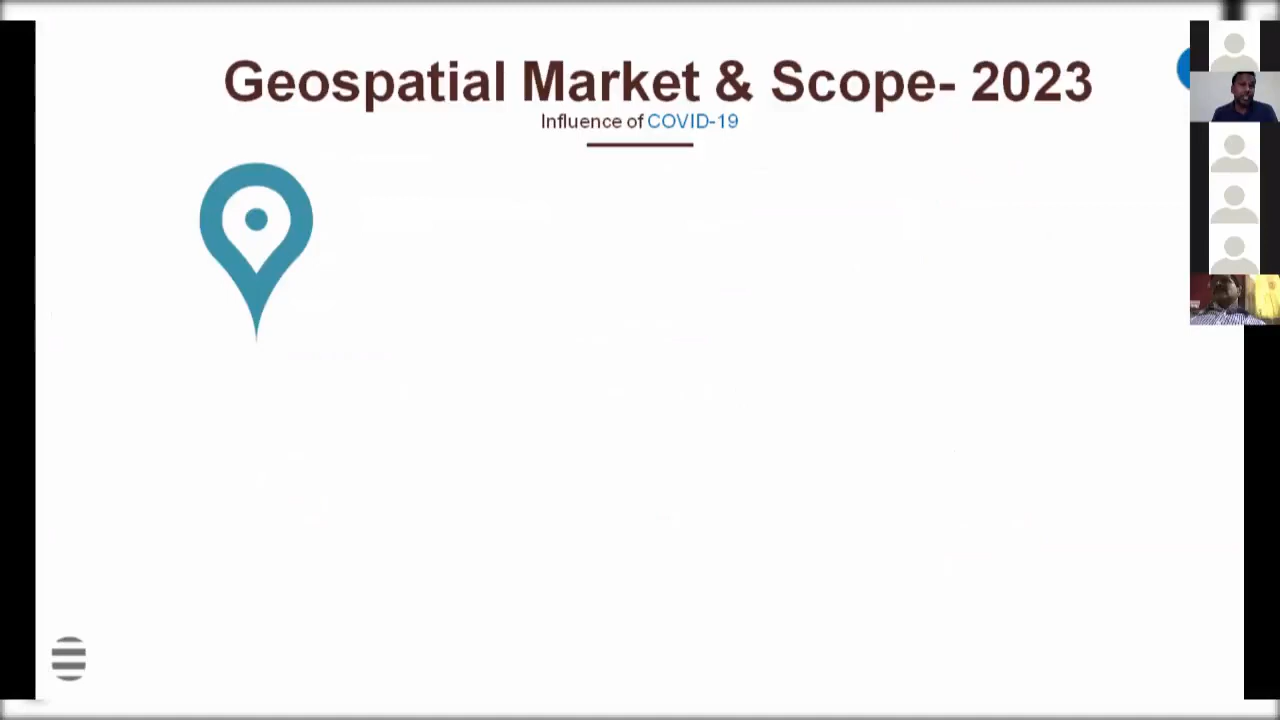 Geospatial Market & Scope- 2023
Influence of COVID-19